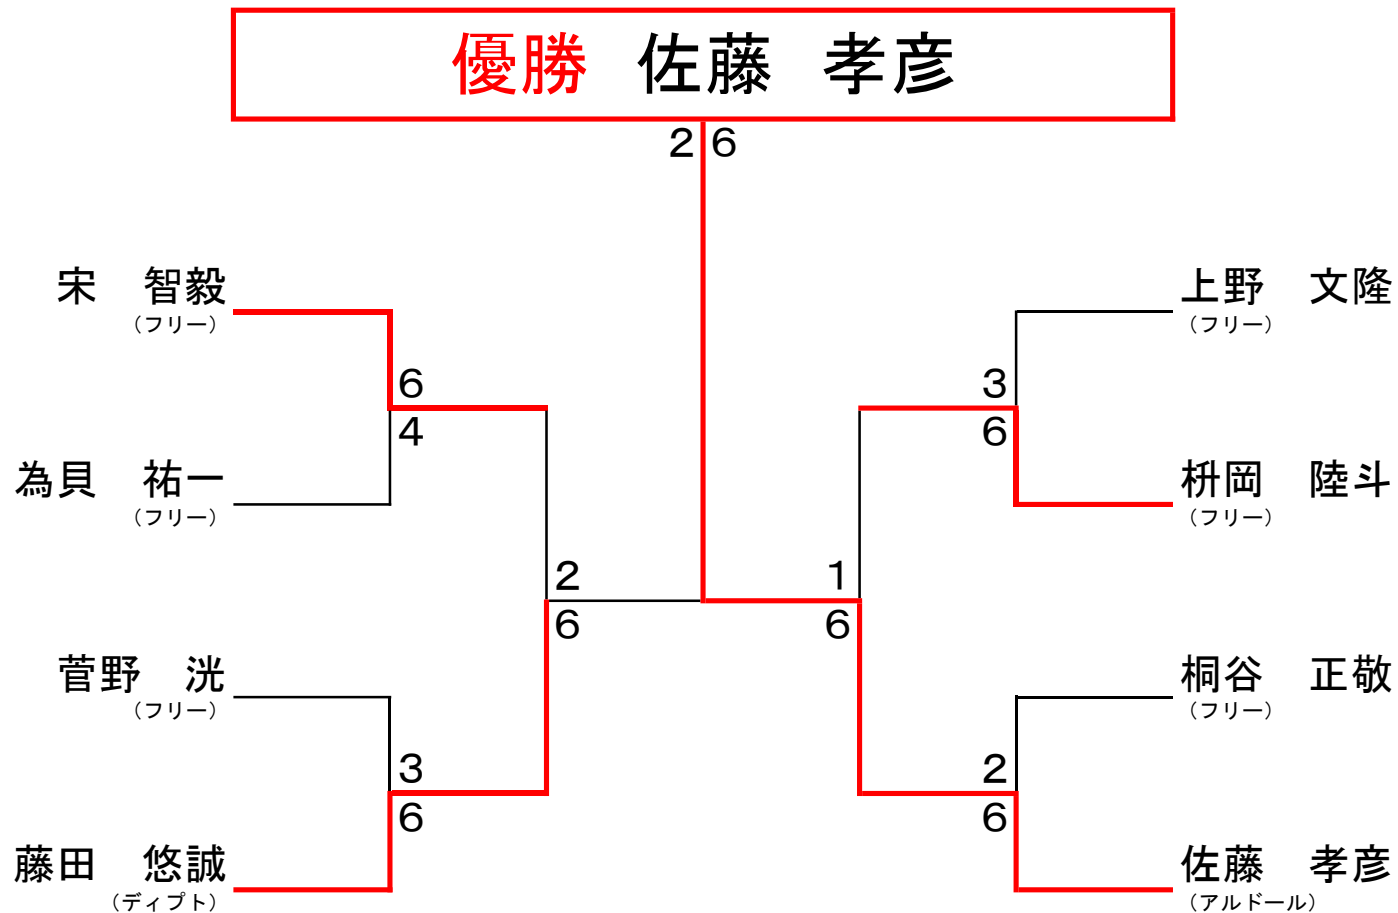 優勝　佐藤　孝彦
2 6
宋　智毅
（フリー）
6
4
為貝　祐一
（フリー）
2
6
菅野　洸
（フリー）
3
6
藤田　悠誠
（ディプト）
上野　文隆
（フリー）
3
6
枡岡　陸斗
（フリー）
1
6
桐谷　正敬
（フリー）
2
6
佐藤　孝彦
（アルドール）